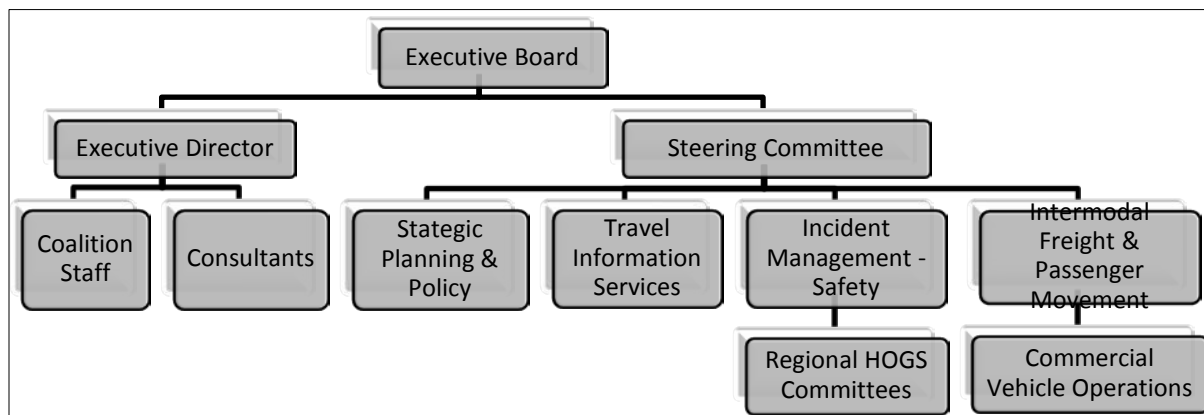 Executive
Board
Executive Director
Steering Committee
Coalition
Staff
Consultants
Stategic
Planning &
Policy
Travel
Information
Services
Incident
Management -
Safety
Intermodal
Freight &
Passenger
Movement
Regional HOGS
Committees
Commercial
Vehicle Operations